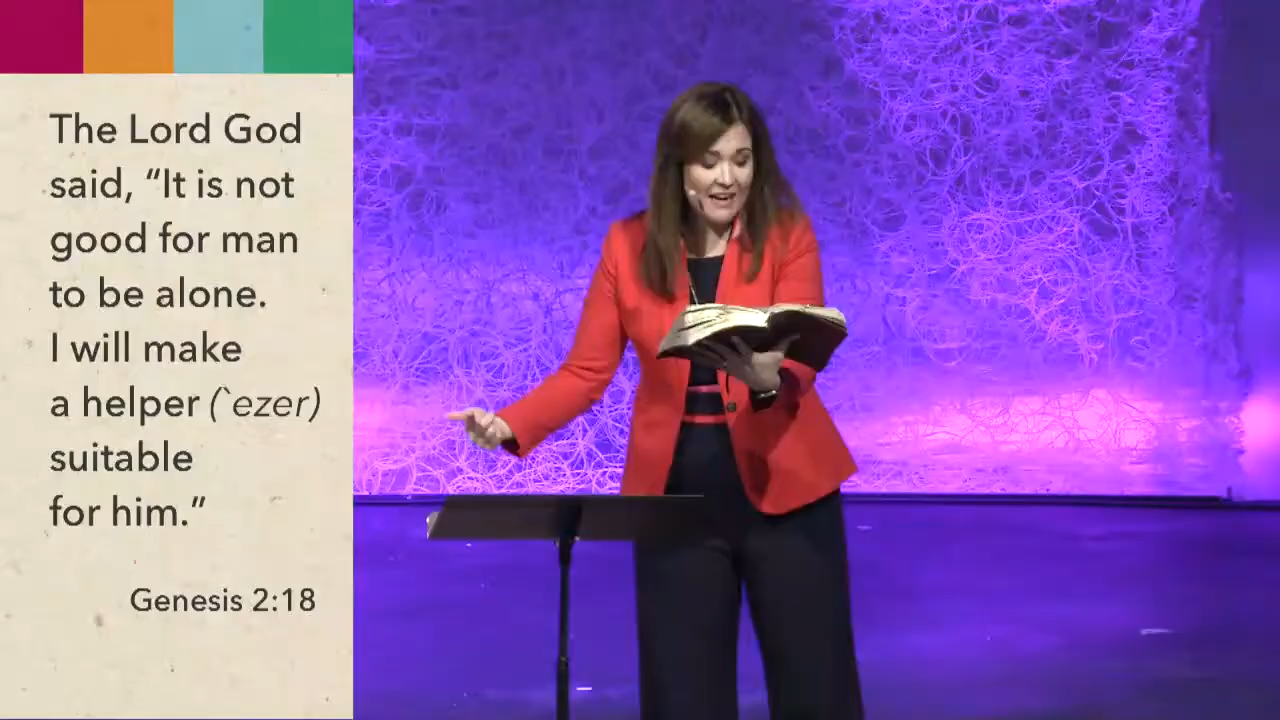 The Lord God
said, “It is not
good for man
to be alone.
I will make
a helper (`ezer)
suitable
for him.”
Genesis 2:18